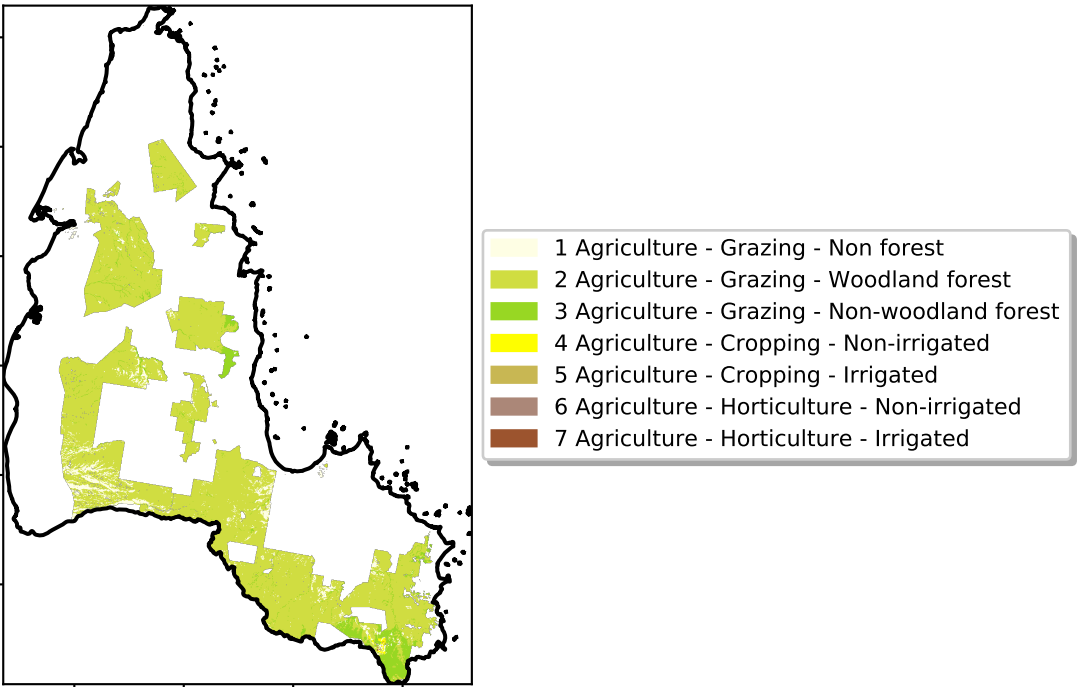 1 Agriculture - Grazing - Non forest
2 Agriculture - Grazing - Woodland forest
3 Agriculture - Grazing - Non-woodland forest
4 Agriculture - Cropping - Non-irrigated
5 Agriculture - Cropping - Irrigated
6 Agriculture - Horticulture - Non-irrigated
7 Agriculture - Horticulture - Irrigated